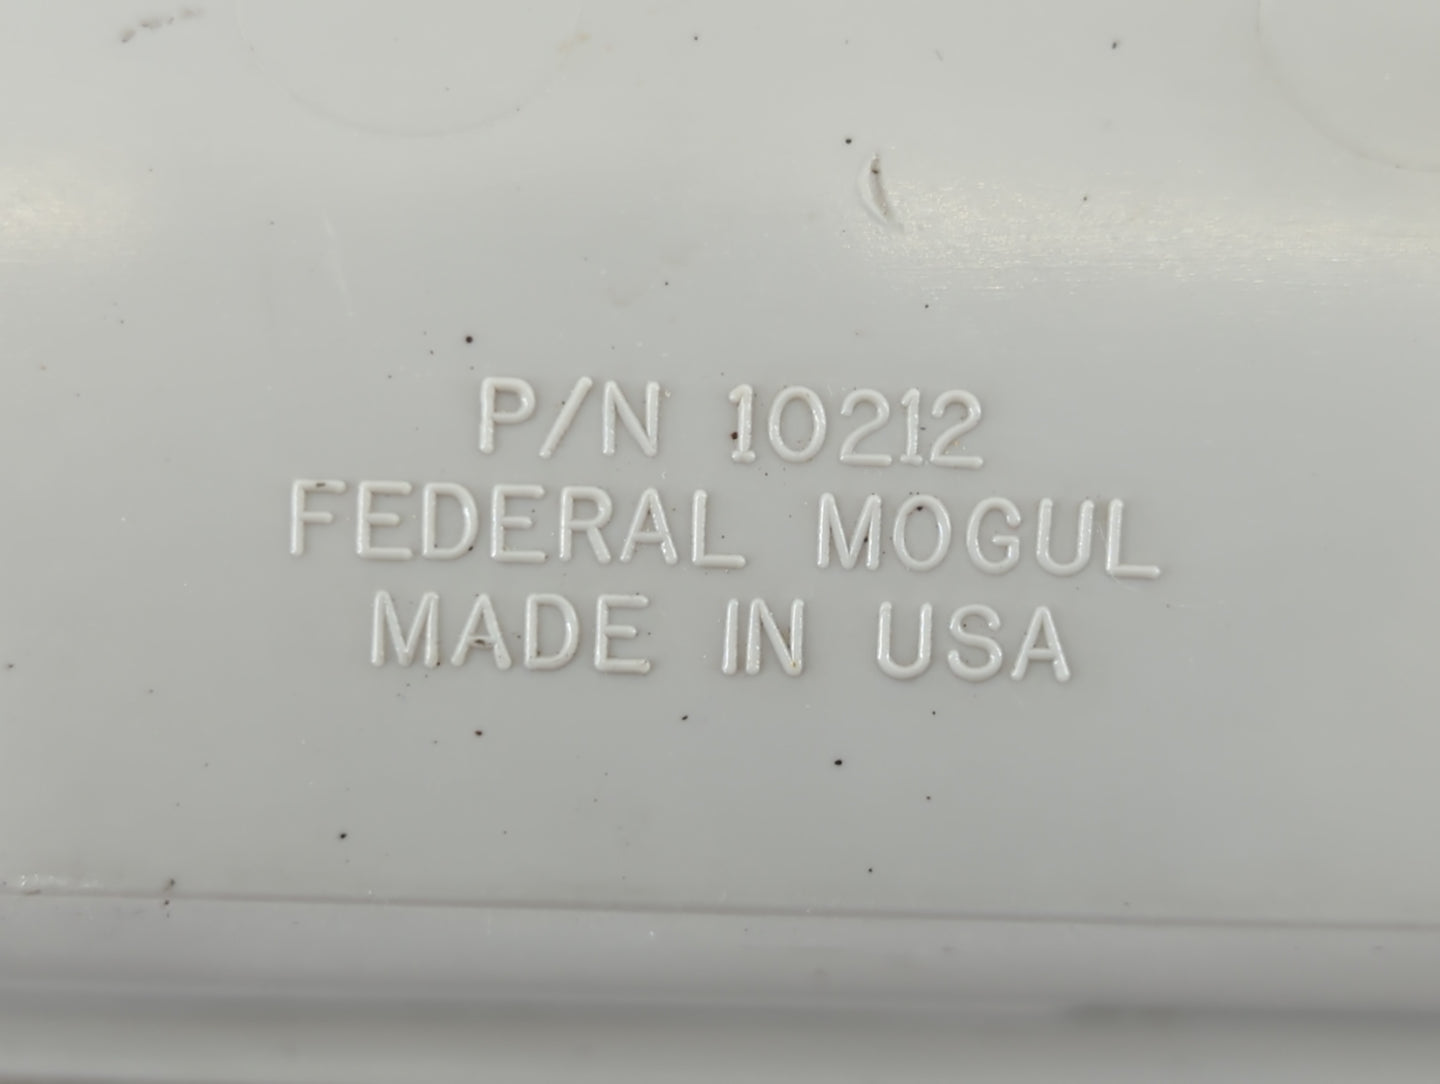 P/N 10212
FEDERAL MOGUL
MADE IN USA